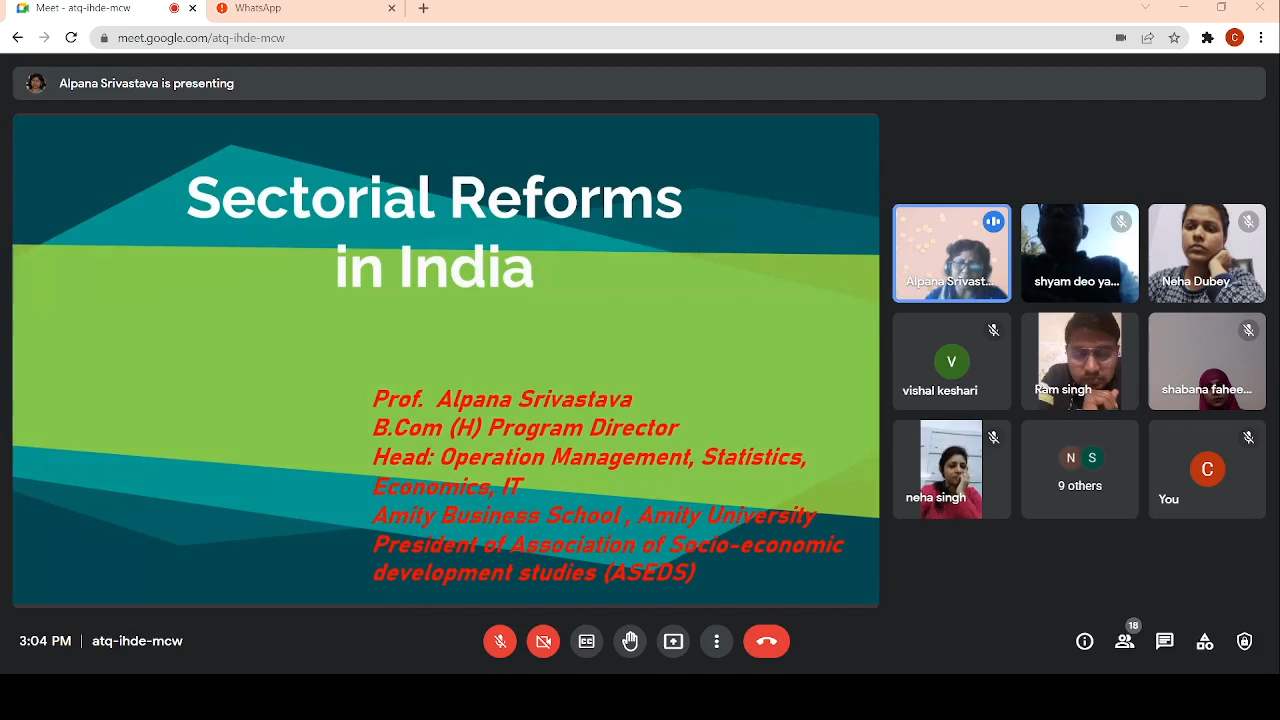 Meet - atq-ihde-mcw
WhatsApp
meet.google.com/atq-ihde-mcw
C
Alpana Srivastava is presenting
Sectorial Reforms
in India
Prof. Alpana Srivastava
B.Com (H) Program Director
Head: Operation Management, Statistics,
Economics, IT
Amity Business School , Amity University
President of Association of Socio-economic
development studies (ASEDS)
Alpana Srivast...
shyam deo ya...
Neha Dubey
V
vishal keshari
Ram singh
shabana fahee...
neha singh
N S
9 others
C
You
3:04 PM | atq-ihde-mcw
CC
18